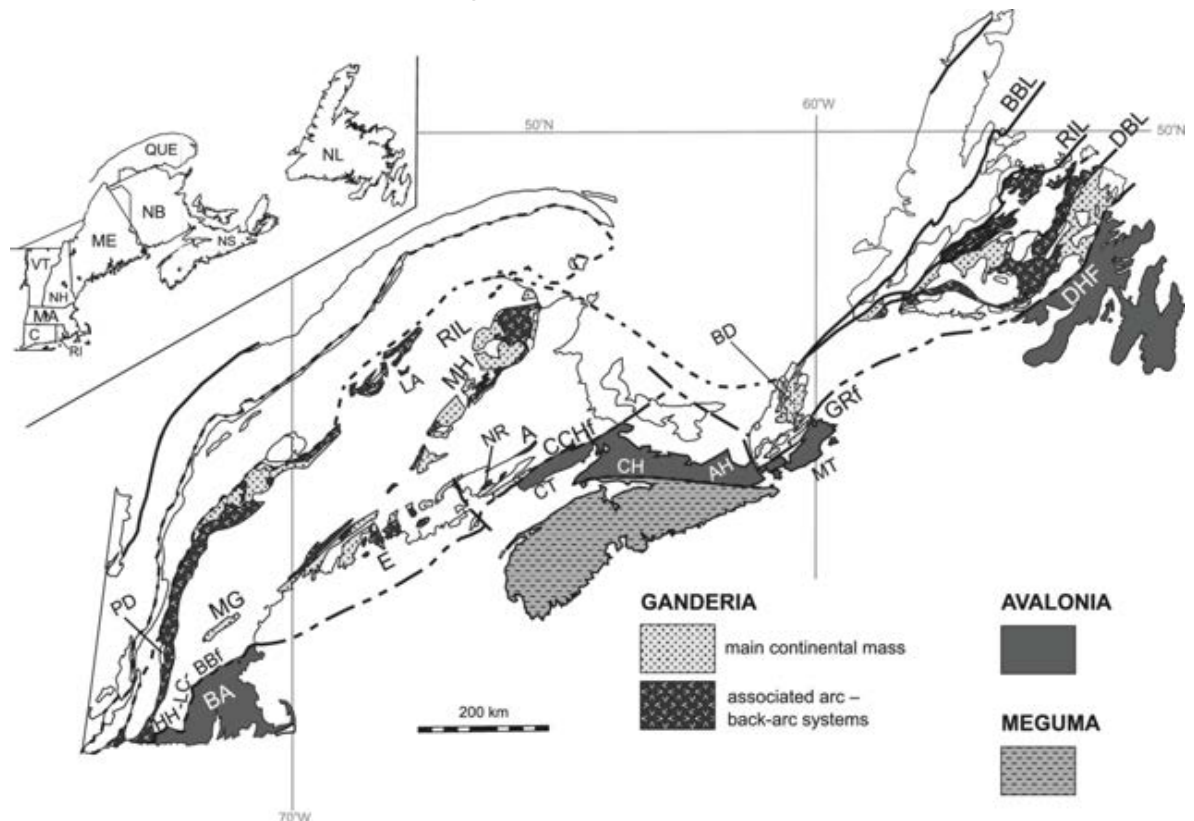 60°W
50°N
50°N
BBL
RIL
DBL
QUE
NL
NB
ME
NS
VT
NH
MA
C
RI
DHF
BD
RIL
MH
LA
GRf
NR
A
CCHf
CH
AH
MT
CT
E
PD
MG
BBf
LC
HH
BA
200 km
70°W
GANDERIA
main continental mass
associated arc –
back-arc systems
AVALONIA
MEGUMA